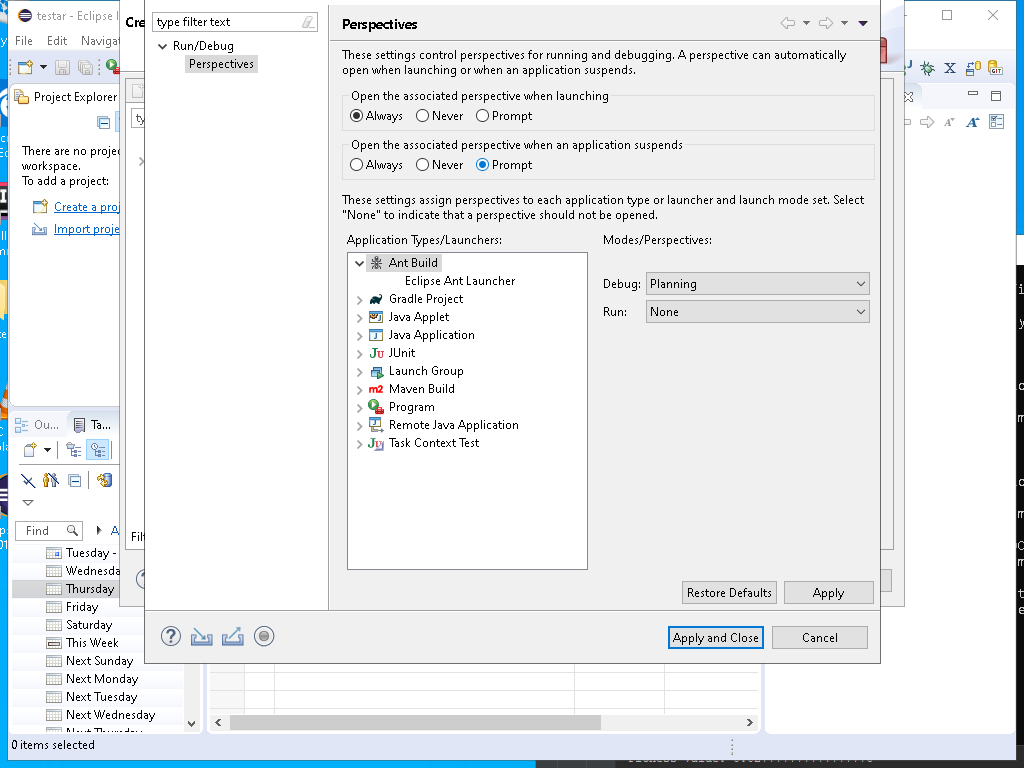 testar - Eclipse I
Cre
File Edit Navigat
type filter text
Run/Debug
Perspectives
Perspectives
These settings control perspectives for running and debugging. A perspective can automatically
open when launching or when an application suspends.
Open the associated perspective when launching
Always Never Prompt
Open the associated perspective when an application suspends
Always Never Prompt
These settings assign perspectives to each application type or launcher and launch mode set. Select
"None" to indicate that a perspective should not be opened.
Application Types/Launchers:
Modes/Perspectives:
Ant Build
Eclipse Ant Launcher
Gradle Project
Java Applet
Java Application
JUnit
Launch Group
Maven Build
Program
Remote Java Application
Task Context Test
Debug: Planning
Run: None
Restore Defaults Apply
Apply and Close Cancel
Project Explorer
ty
There are no projec
workspace.
To add a project:
Create a proj
Import proje
Ou... Ta...
Find A
Filt
Tuesday -
Wednesda
Thursday
Friday
Saturday
This Week
Next Sunday
Next Monday
Next Tuesday
Next Wednesday
Next Thursday
0 items selected